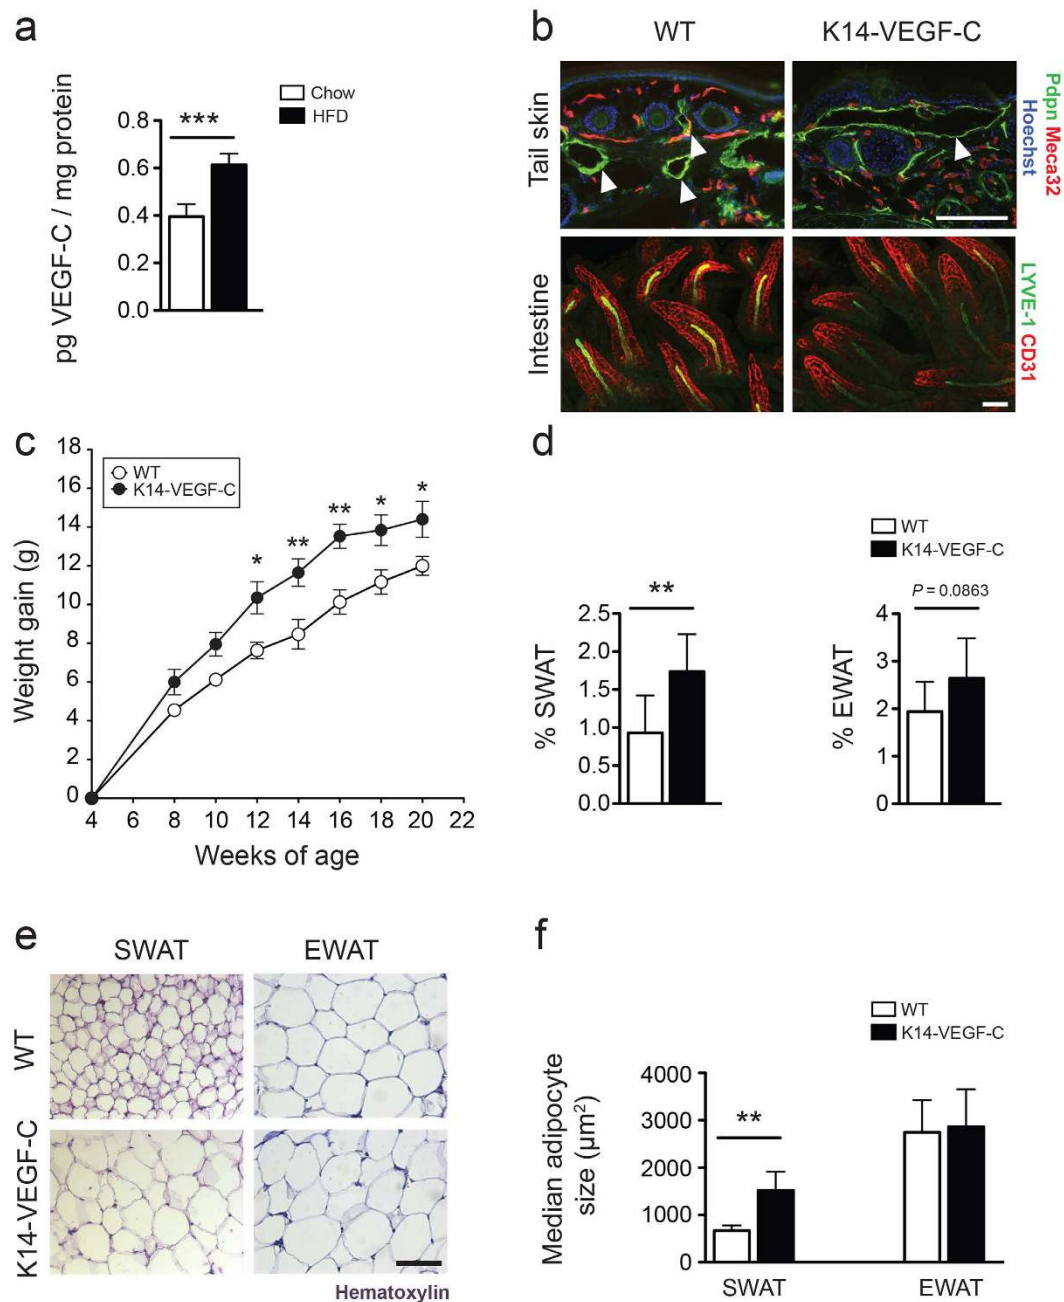 a
Chow
HFD
***
pg VEGF-C / mg protein
0.8
0.6
0.4
0.2
0.0
b
WT
K14-VEGF-C
Tail skin
Pdpn Meca32
Hoechst
Intestine
LYVE-1 CD31
c
WT
K14-VEGF-C
Weight gain (g)
18
16
14
12
10
8
6
4
2
0
* ** ** * *
4 6 8 10 12 14 16 18 20 22
Weeks of age
d
WT
K14-VEGF-C
**
% SWAT
2.5
2.0
1.5
1.0
0.5
0.0
P = 0.0863
% EWAT
4
3
2
1
0
e
SWAT
EWAT
WT
K14-VEGF-C
Hematoxylin
f
WT
K14-VEGF-C
Median adipocyte
size (µm²)
4000
3000
2000
1000
0
**
SWAT
EWAT